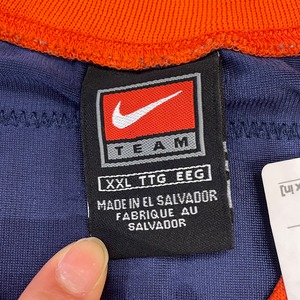 TEAM
XXL TTG EEG
MADE IN EL SALVADOR
FABRIQUE AU
SALVADOR